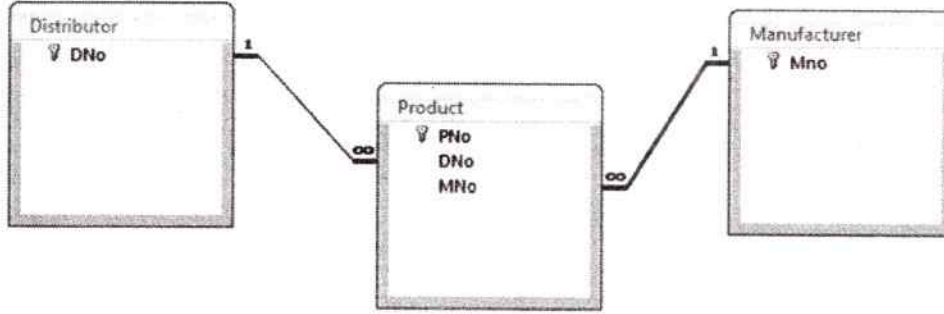 Distributor
DNo
1
∞
Product
PNo
DNo
MNo
∞
1
Manufacturer
Mno